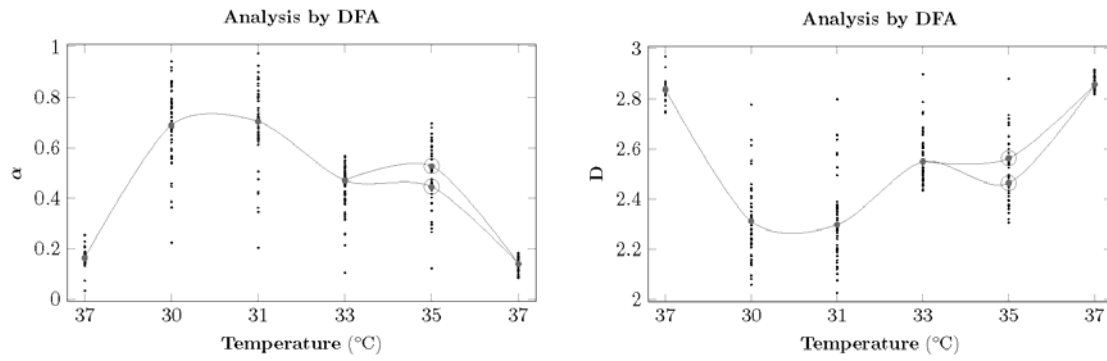 Analysis by DFA
1
0.8
0.6
0.4
0.2
0
α
37 30 31 33 35 37
Temperature (°C)
Analysis by DFA
3
2.8
2.6
2.4
2.2
2
D
37 30 31 33 35 37
Temperature (°C)